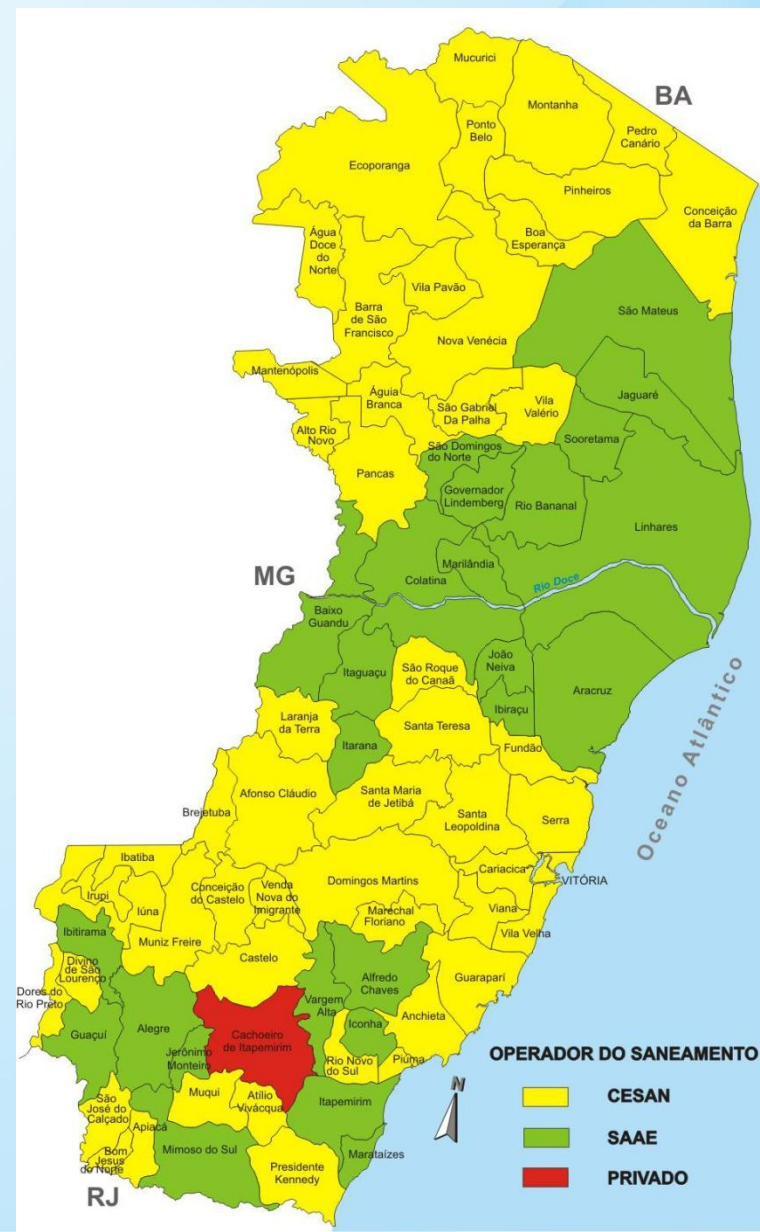 Mucurici
Montanha
BA
Ponto
Belo
Pedro
Canário
Ecoporanga
Pinheiros
Conceição
da Barra
Água
Doce
do
Norte
Boa
Esperança
Vila Pavão
Barra
de São
Francisco
São Mateus
Nova Venécia
Mantenópolis
Águia
Branca
São Gabriel
Da Palha
Vila
Valério
Jaguaré
Alto Rio
Novo
Sooretama
Pancas
São Domingos
do Norte
Governador
Lindemberg
Rio Bananal
Linhares
MG
Marilândia
Colatina
Rio Doce
Baixo
Guandu
Itaguaçu
São Roque
do Canaã
João
Neiva
Aracruz
Ibiraçu
Laranja
da Terra
Santa Teresa
Itarana
Fundão
Oceano Atlântico
Afonso Cláudio
Santa Maria
de Jetibá
Brejetuba
Santa
Leopoldina
Serra
Ibatiba
Irupi
Iúna
Conceição
do Castelo
Venda
Nova do
Imigrante
Domingos Martins
Cariacica
VITÓRIA
Marechal
Floriano
Viana
Ibitirama
Muniz Freire
Vila Velha
Castelo
Divino
de São
Lourenço
Alfredo
Chaves
Guaraparí
Dores do
Rio Preto
Vargem
Alta
Anchieta
Guaçuí
Alegre
Cachoeiro
de Itapemirim
Iconha
Jerônimo
Monteiro
Rio Novo
do Sul
Piúma
OPERADOR DO SANEAMENTO
N
CESAN
São
José do
Calçado
Muqui
Atílio
Vivácqua
Itapemirim
Apiacá
SAAE
Bom
Jesus
do Norte
Mimoso do Sul
Marataízes
Presidente
Kennedy
PRIVADO
RJ